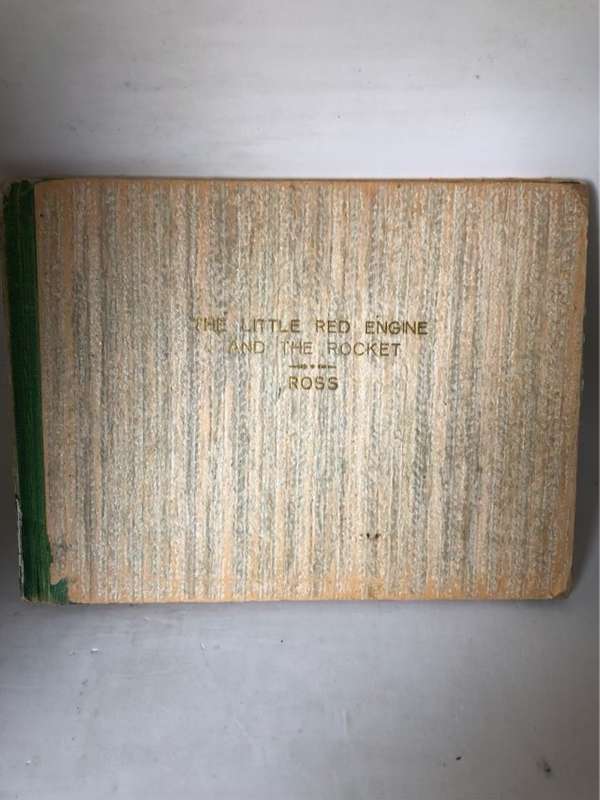 THE LITTLE RED ENGINE
AND THE ROCKET
ROSS